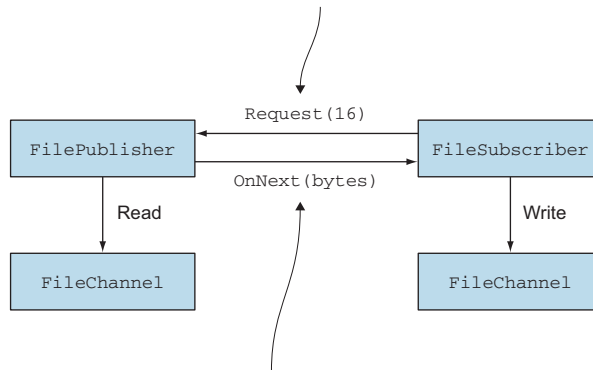 Request(16)
FilePublisher
FileSubscriber
OnNext(bytes)
Read
Write
FileChannel
FileChannel